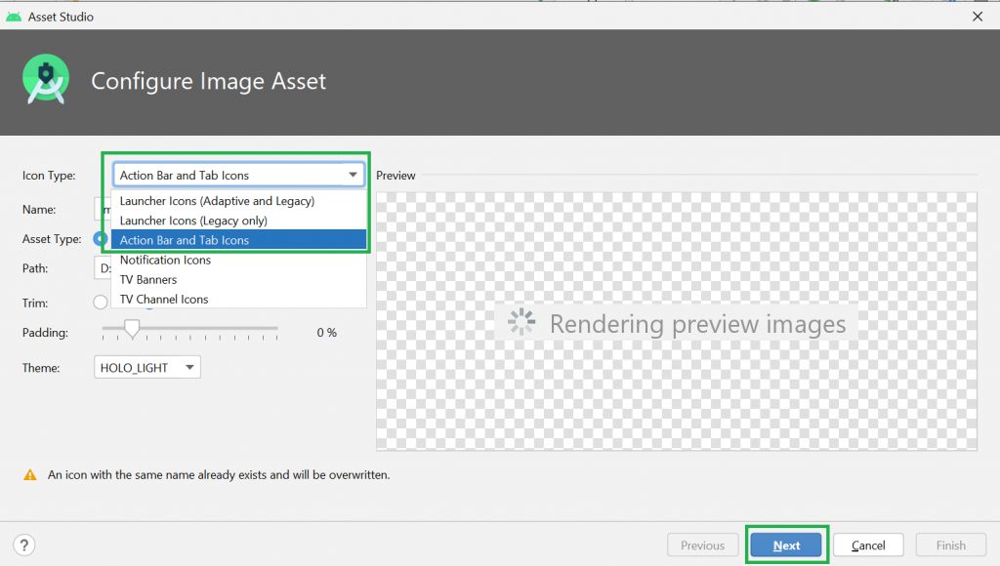 Asset Studio
Configure Image Asset
Icon Type:
Action Bar and Tab Icons
Preview
Launcher Icons (Adaptive and Legacy)
Launcher Icons (Legacy only)
Action Bar and Tab Icons
Notification Icons
TV Banners
TV Channel Icons
Name:
Asset Type:
Path:
D:
Trim:
Padding:
0 %
Theme:
HOLO_LIGHT
Rendering preview images
An icon with the same name already exists and will be overwritten.
?
Previous
Next
Cancel
Finish